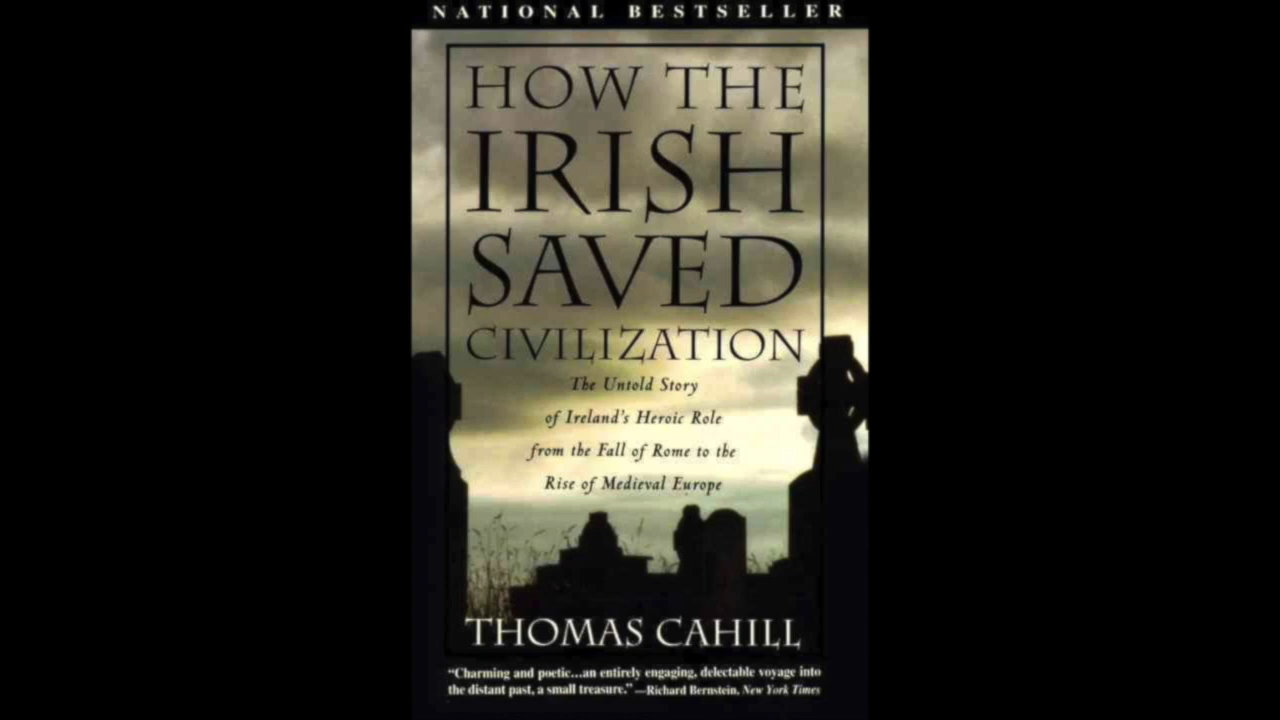 NATIONAL BESTSELLER
HOW THE
IRISH
SAVED
CIVILIZATION
The Untold Story
of Ireland's Heroic Role
from the Fall of Rome to the
Rise of Medieval Europe
THOMAS CAHILL
“Charming and poetic...an entirely engaging, delectable voyage into
the distant past, a small treasure.” —Richard Bernstein, New York Times